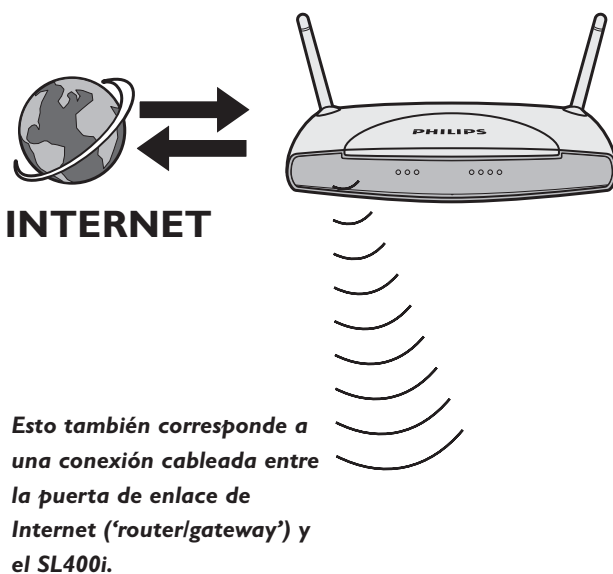 PHILIPS
INTERNET
Esto también corresponde a
una conexión cableada entre
la puerta de enlace de
Internet (‘router/gateway’) y
el SL400i.